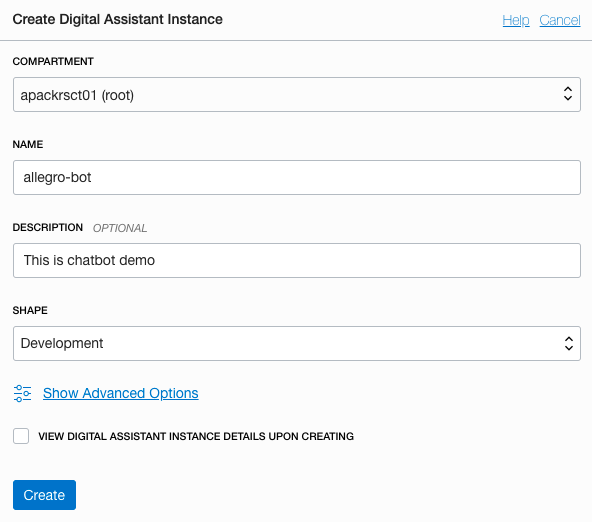 Create Digital Assistant Instance Help Cancel
COMPARTMENT
apackrsct01 (root)
NAME
allegro-bot
DESCRIPTION OPTIONAL
This is chatbot demo
SHAPE
Development
Show Advanced Options
VIEW DIGITAL ASSISTANT INSTANCE DETAILS UPON CREATING
Create